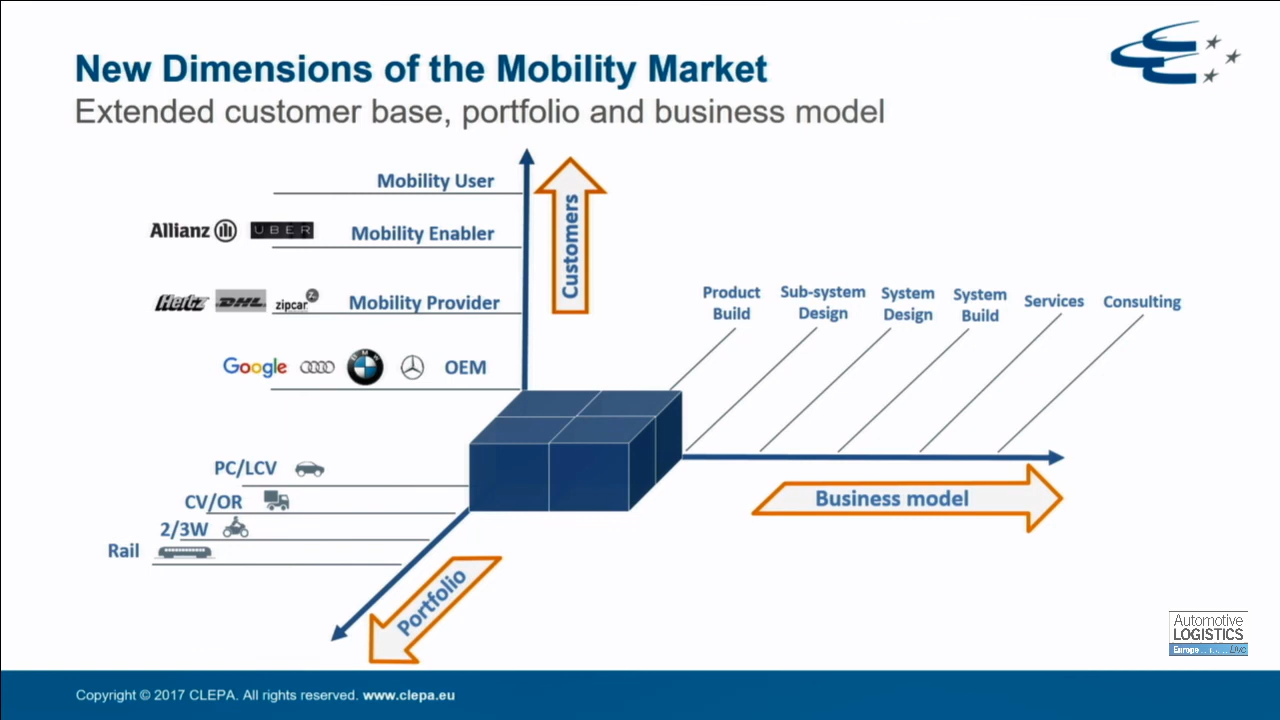 New Dimensions of the Mobility Market
Extended customer base, portfolio and business model
Mobility User
Allianz UBER Mobility Enabler
Hertz DHL zipcar Z Mobility Provider
Google BMW OEM
Customers
Product
Build
Sub-system
Design
System
Design
System
Build
Services
Consulting
PC/LCV
CV/OR
2/3W
Rail
Business model
Portfolio
Automotive
LOGISTICS
Europe Live
Copyright © 2017 CLEPA. All rights reserved. www.clepa.eu